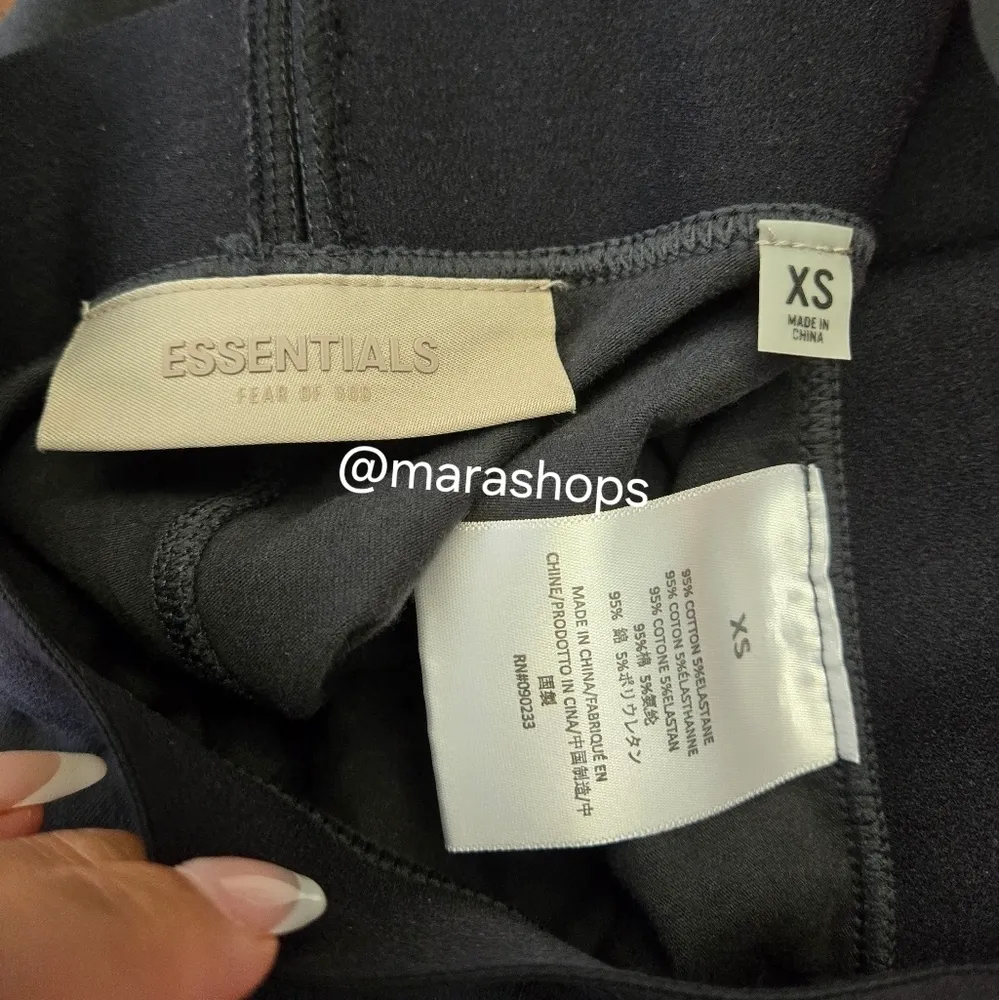 ESSENTIALS
FEAR OF GOD
XS
MADE IN
CHINA
@marashops
XS
95% COTTON 5%ELASTANE
95% COTON 5%ÉLASTHANNE
95% COTONE 5%ELASTAN
95%棉 5%氨纶
95% 綿 5%ポリウレタン
MADE IN CHINA/FABRIQUÉ EN
CHINE/PRODOTTO IN CINA/中国制造/中
国製
RN#090233